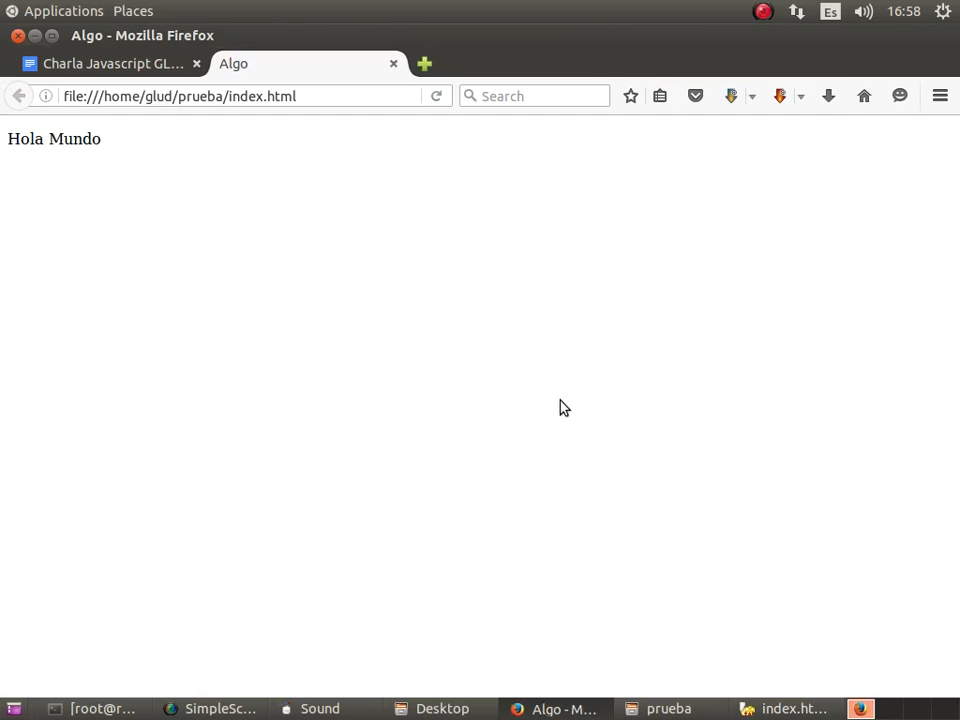 Applications Places Es 16:58
Algo - Mozilla Firefox
Charla Javascript GL... Algo
file:///home/glud/prueba/index.html Search
Hola Mundo
[root@r... SimpleSc... Sound Desktop Algo - M... prueba index.ht...